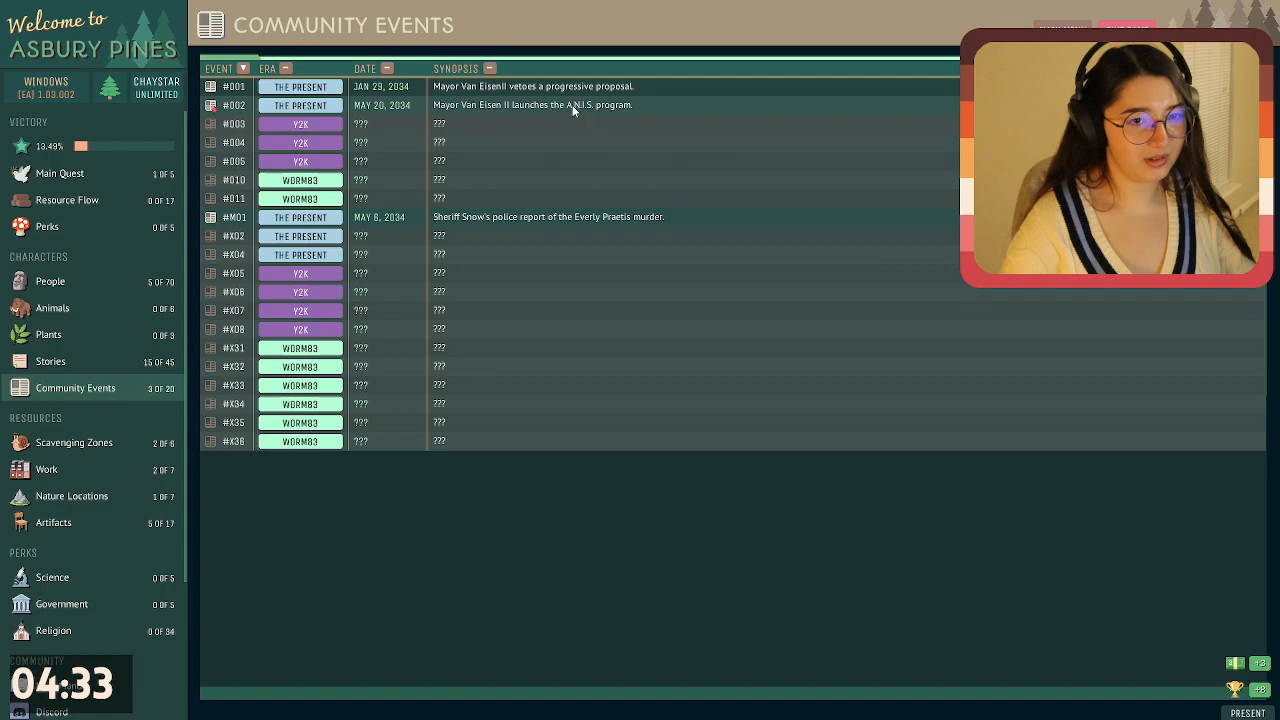 Welcome to
ASBURY PINES
WINDOWS
[EA] 1.03.002
CHAYSTAR
UNLIMITED
VICTORY
13.49%
Main Quest 1 OF 5
Resource Flow 0 OF 17
Perks 0 OF 5
CHARACTERS
People 5 OF 70
Animals 0 OF 6
Plants 0 OF 3
Stories 15 OF 45
Community Events 3 OF 20
RESOURCES
Scavenging Zones 2 OF 6
Work 2 OF 7
Nature Locations 1 OF 7
Artifacts 5 OF 17
PERKS
Science 0 OF 5
Government 0 OF 5
Religion 0 OF 34
COMMUNITY
04:33
Discord
COMMUNITY EVENTS
EVENT ERA DATE SYNOPSIS
#001 THE PRESENT JAN 29, 2034 Mayor Van EisenII vetoes a progressive proposal.
#002 THE PRESENT MAY 20, 2034 Mayor Van Eisen II launches the A.N.I.S. program.
#003 Y2K ??? ???
#004 Y2K ??? ???
#005 Y2K ??? ???
#010 WORM83 ??? ???
#011 WORM83 ??? ???
#M01 THE PRESENT MAY 6, 2034 Sheriff Snow's police report of the Everly Praetis murder.
#X02 THE PRESENT ??? ???
#X04 THE PRESENT ??? ???
#X05 Y2K ??? ???
#X06 Y2K ??? ???
#X07 Y2K ??? ???
#X08 Y2K ??? ???
#X31 WORM83 ??? ???
#X32 WORM83 ??? ???
#X33 WORM83 ??? ???
#X34 WORM83 ??? ???
#X35 WORM83 ??? ???
#X36 WORM83 ??? ???
+3
+8
PRESENT